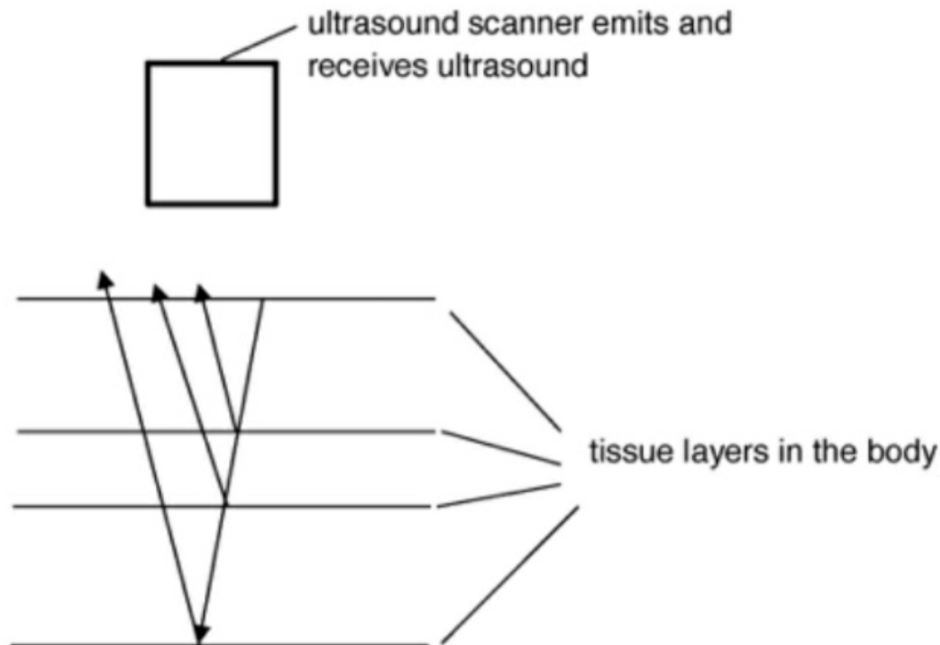 ultrasound scanner emits and
receives ultrasound
tissue layers in the body